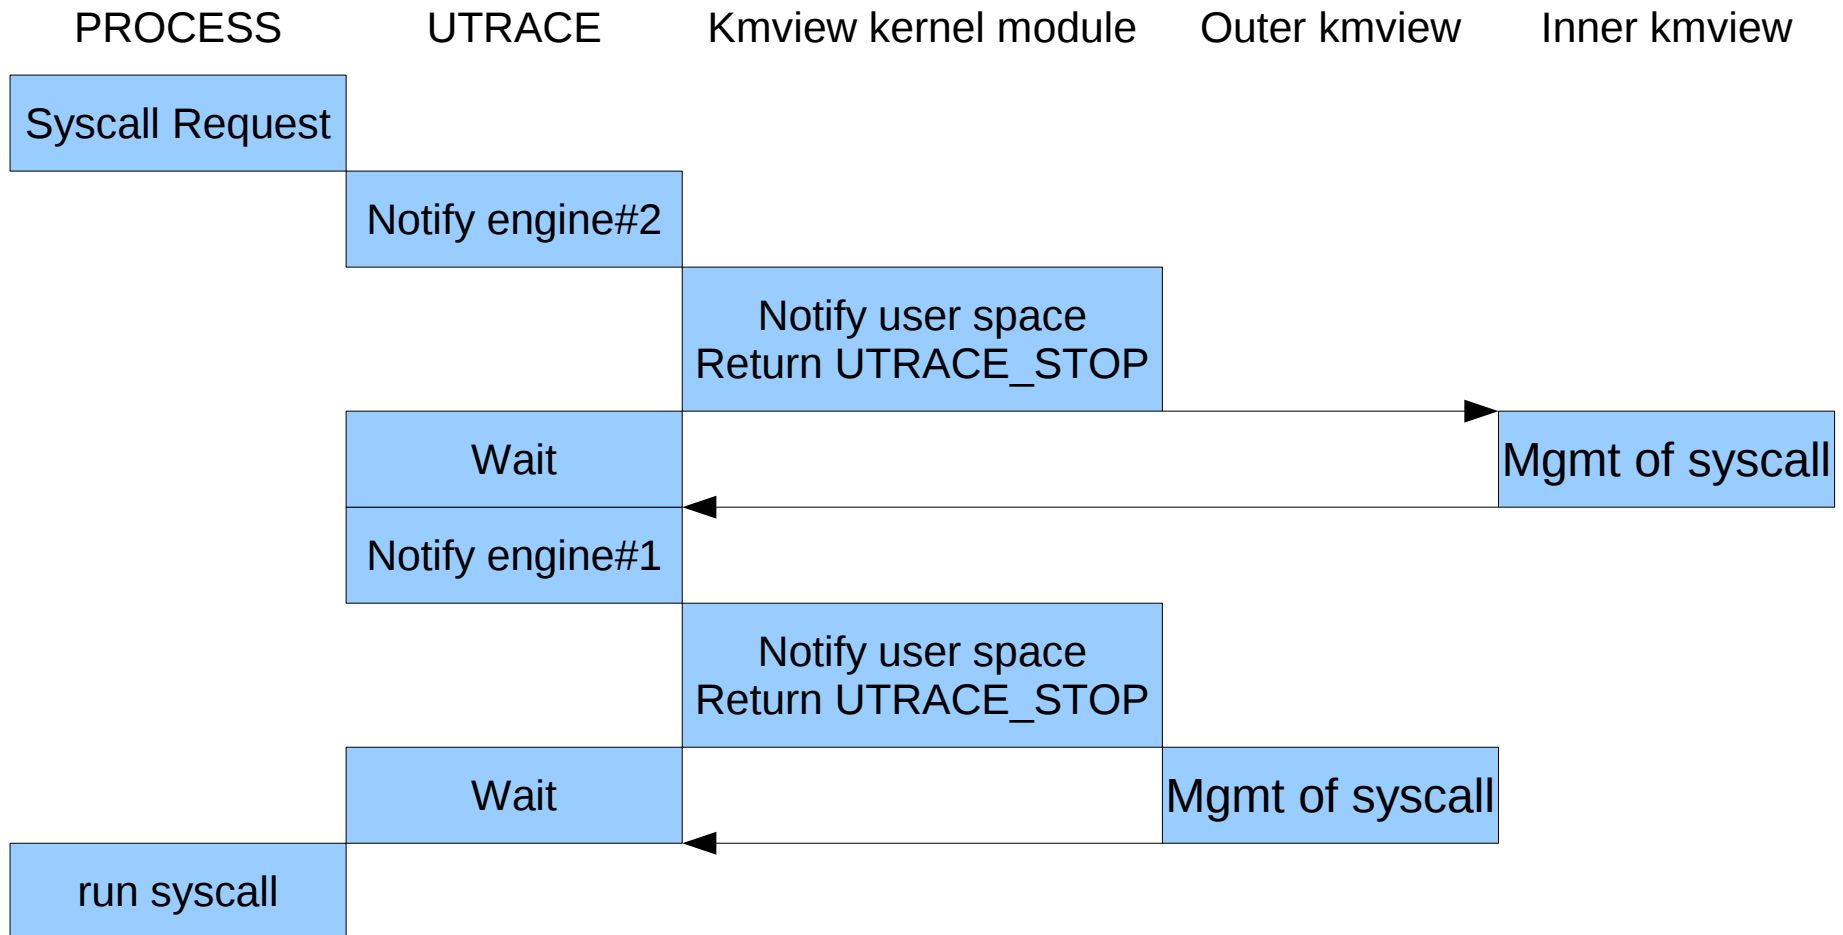 PROCESS UTRACE Kmview kernel module Outer kmview Inner kmview
Syscall Request
Notify engine#2
Notify user space
Return UTRACE_STOP
Wait
Mgmt of syscall
Notify engine#1
Notify user space
Return UTRACE_STOP
Wait
Mgmt of syscall
run syscall